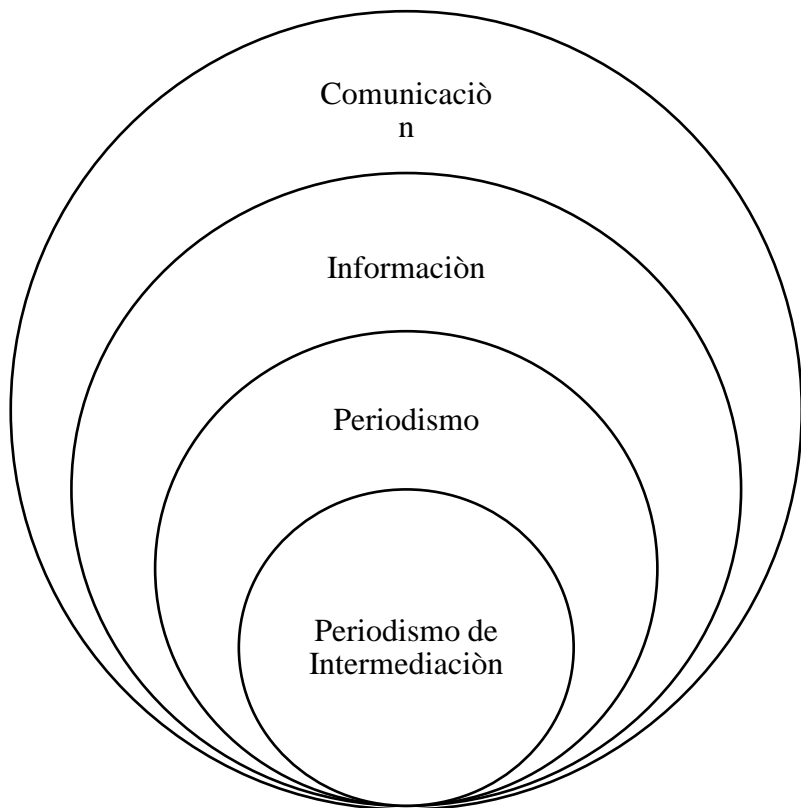 Comunicaciò
n
Informaciòn
Periodismo
Periodismo de
Intermediaciòn